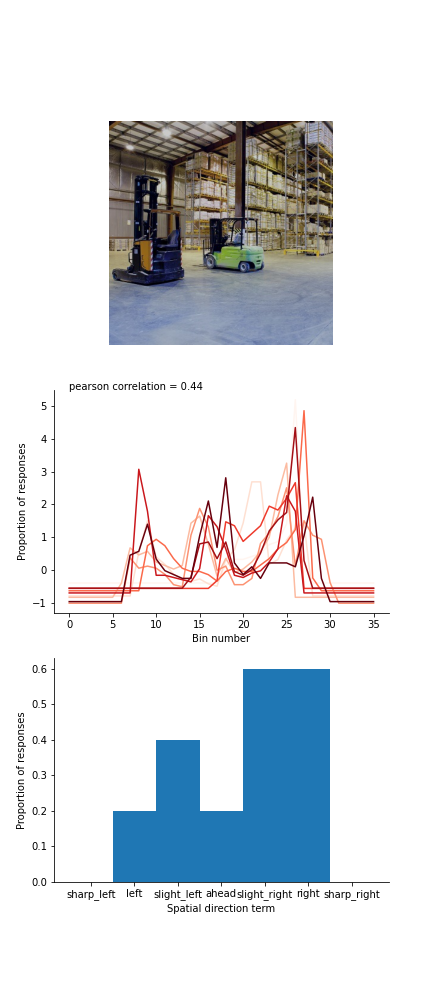 pearson correlation = 0.44
Proportion of responses
5
4
3
2
1
0
−1
0 5 10 15 20 25 30 35
Bin number
Proportion of responses
0.6
0.5
0.4
0.3
0.2
0.1
0.0
sharp_left left slight_left ahead slight_right right sharp_right
Spatial direction term